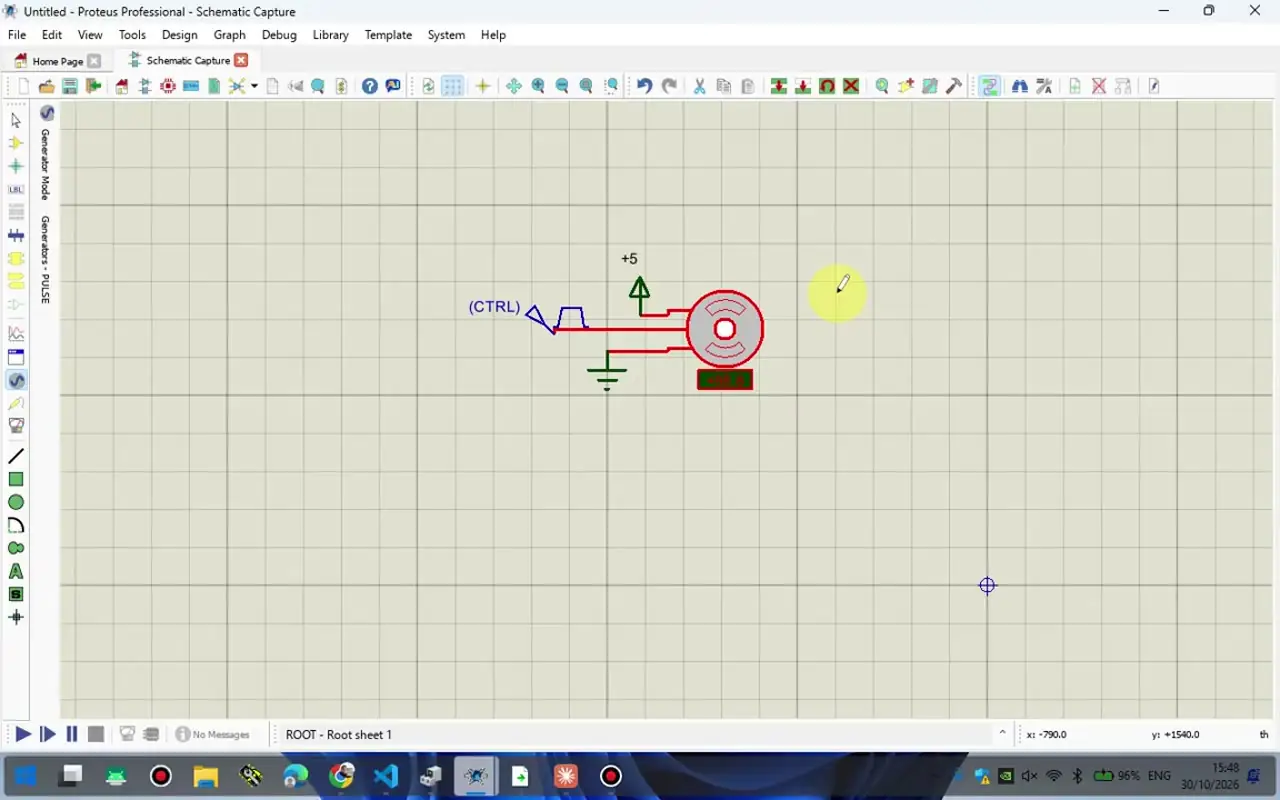 Untitled - Proteus Professional - Schematic Capture
File Edit View Tools Design Graph Debug Library Template System Help
Home Page
Schematic Capture
LBL
Generator Mode
Generators - PULSE
+5
(CTRL)
A
S
No Messages
ROOT - Root sheet 1
x: -790.0
y: +1540.0
th
96%
ENG
15:48
30/10/2026